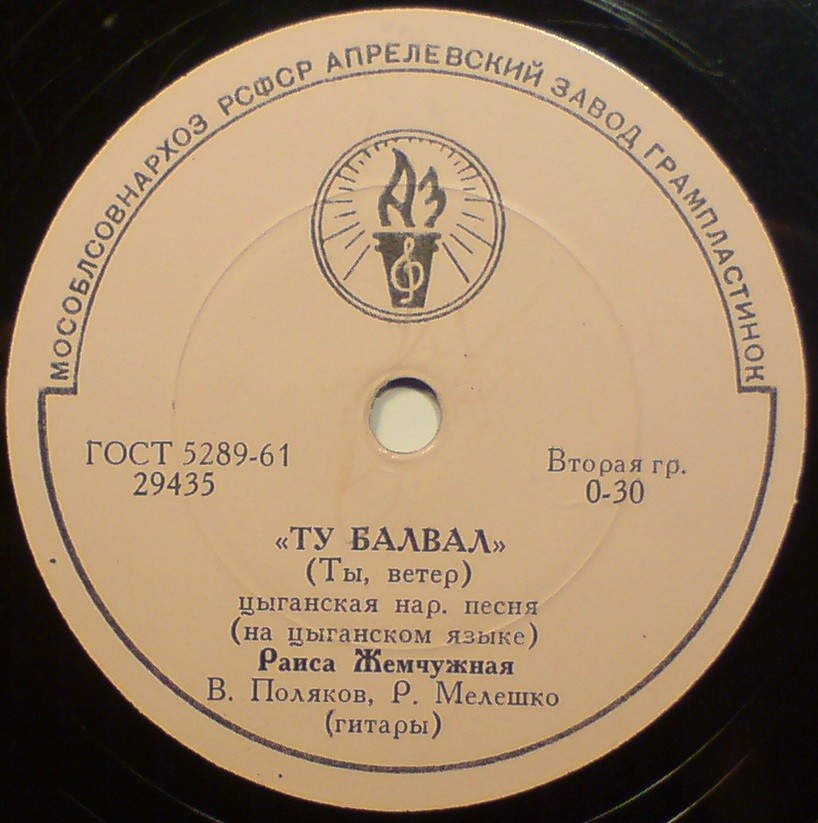 МОСОБЛСОВНАРХОЗ РСФСР АПРЕЛЕВСКИЙ ЗАВОД ГРАМПЛАСТИНОК
АЗ
ГОСТ 5289-61
29435
Вторая гр.
0-30
«ТУ БАЛВАЛ»
(Ты, ветер)
цыганская нар. песня
(на цыганском языке)
Раиса Жемчужная
В. Поляков, Р. Мелешко
(гитары)